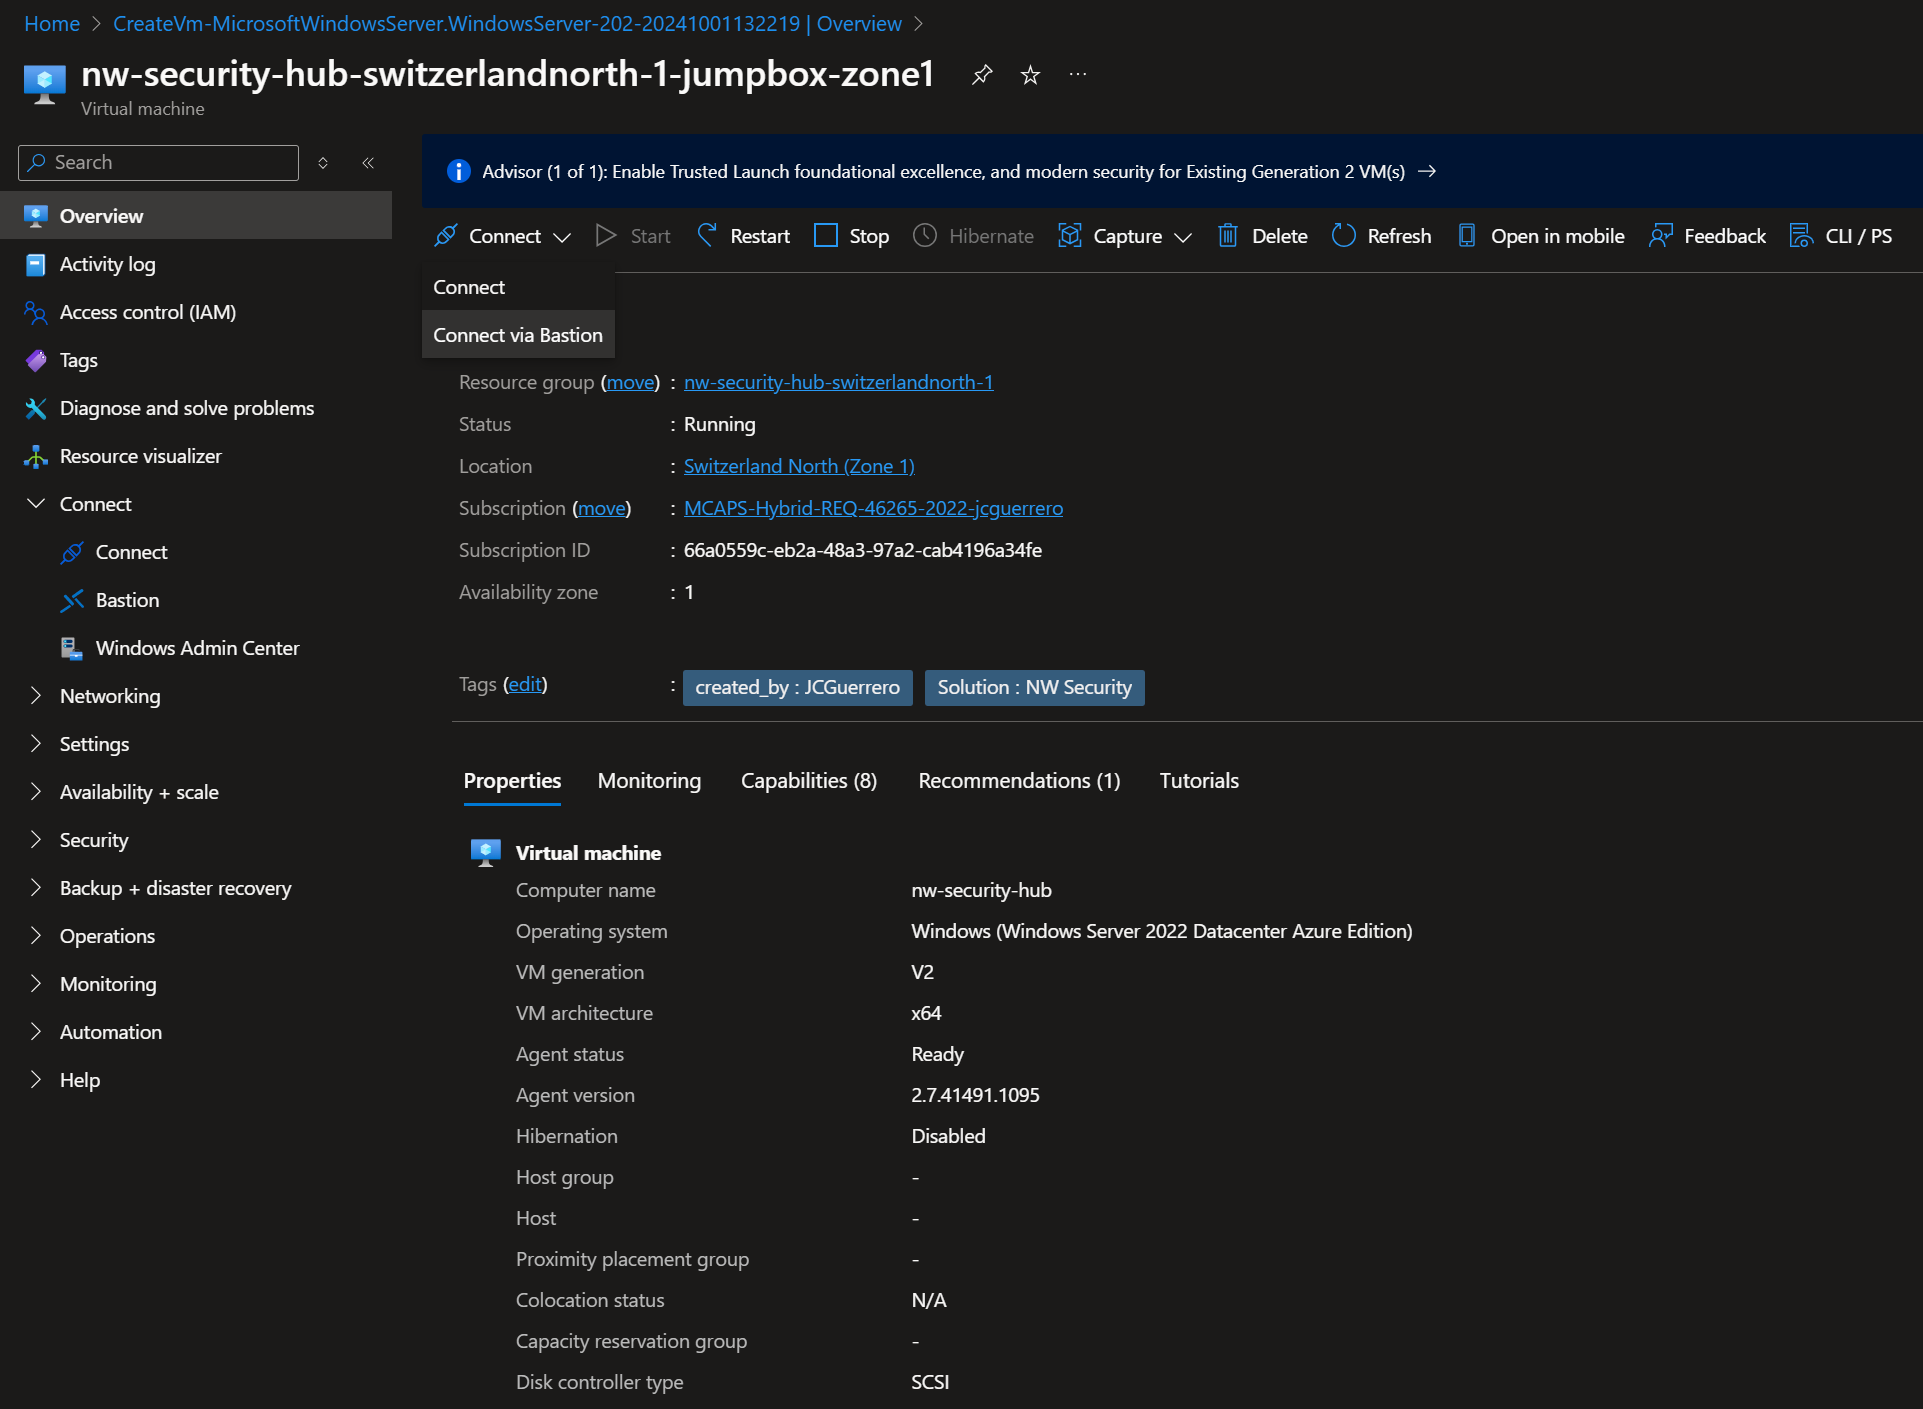 Home > CreateVm-MicrosoftWindowsServer.WindowsServer-202-20241001132219 | Overview >
nw-security-hub-switzerlandnorth-1-jumpbox-zone1
Virtual machine
Search
Overview
Activity log
Access control (IAM)
Tags
Diagnose and solve problems
Resource visualizer
Connect
Connect
Bastion
Windows Admin Center
Networking
Settings
Availability + scale
Security
Backup + disaster recovery
Operations
Monitoring
Automation
Help
Advisor (1 of 1): Enable Trusted Launch foundational excellence, and modern security for Existing Generation 2 VM(s) →
Connect Start Restart Stop Hibernate Capture Delete Refresh Open in mobile Feedback CLI / PS
Connect
Connect via Bastion
Resource group (move) : nw-security-hub-switzerlandnorth-1
Status : Running
Location : Switzerland North (Zone 1)
Subscription (move) : MCAPS-Hybrid-REQ-46265-2022-jcguerrero
Subscription ID : 66a0559c-eb2a-48a3-97a2-cab4196a34fe
Availability zone : 1
Tags (edit) : created_by : JCGuerrero Solution : NW Security
Properties Monitoring Capabilities (8) Recommendations (1) Tutorials
Virtual machine
Computer name nw-security-hub
Operating system Windows (Windows Server 2022 Datacenter Azure Edition)
VM generation V2
VM architecture x64
Agent status Ready
Agent version 2.7.41491.1095
Hibernation Disabled
Host group -
Host -
Proximity placement group -
Colocation status N/A
Capacity reservation group -
Disk controller type SCSI